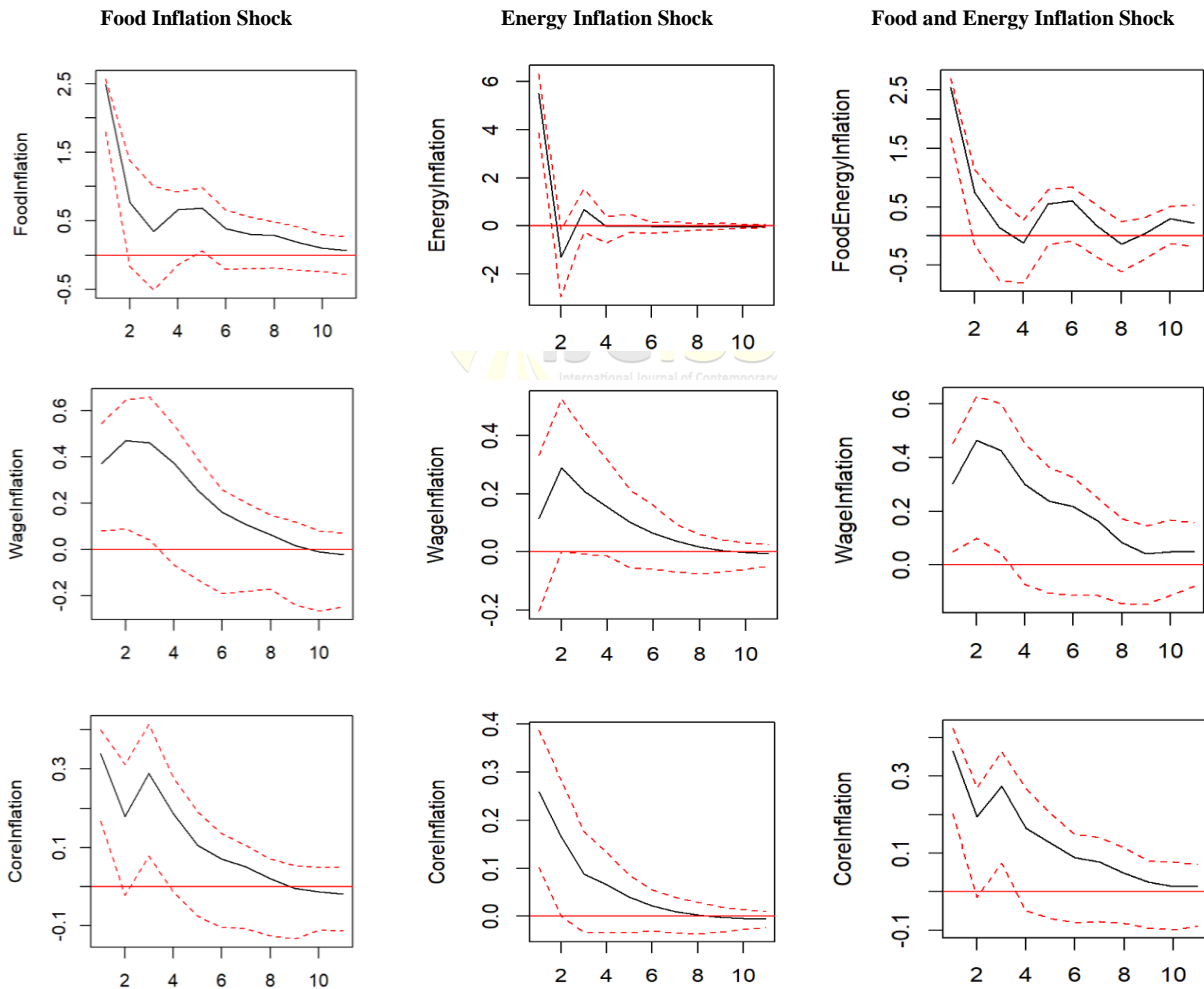 Food Inflation Shock
Energy Inflation Shock
Food and Energy Inflation Shock
FoodInflation
2.5
1.5
0.5
-0.5
2 4 6 8 10
EnergyInflation
6
4
2
0
-2
2 4 6 8 10
FoodEnergyInflation
2.5
1.5
0.5
-0.5
2 4 6 8 10
International Journal of Contemporary
WageInflation
0.6
0.4
0.2
0.0
-0.2
2 4 6 8 10
WageInflation
0.4
0.2
0.0
-0.2
2 4 6 8 10
WageInflation
0.6
0.4
0.2
0.0
2 4 6 8 10
CoreInflation
0.3
0.1
-0.1
2 4 6 8 10
CoreInflation
0.4
0.3
0.2
0.1
0.0
2 4 6 8 10
CoreInflation
0.3
0.1
-0.1
2 4 6 8 10